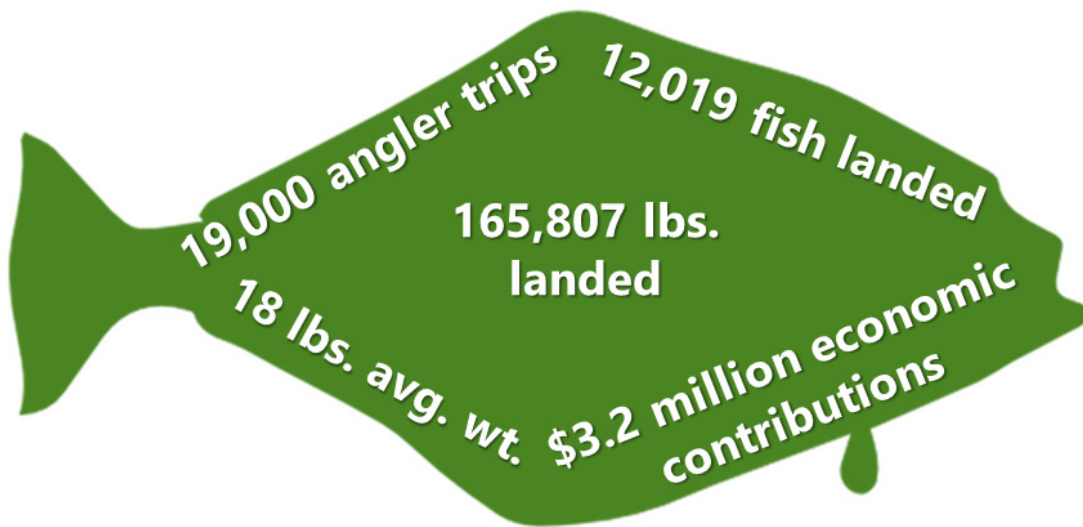 19,000 angler trips
12,019 fish landed
165,807 lbs.
landed
18 lbs. avg. wt.
$3.2 million economic
contributions